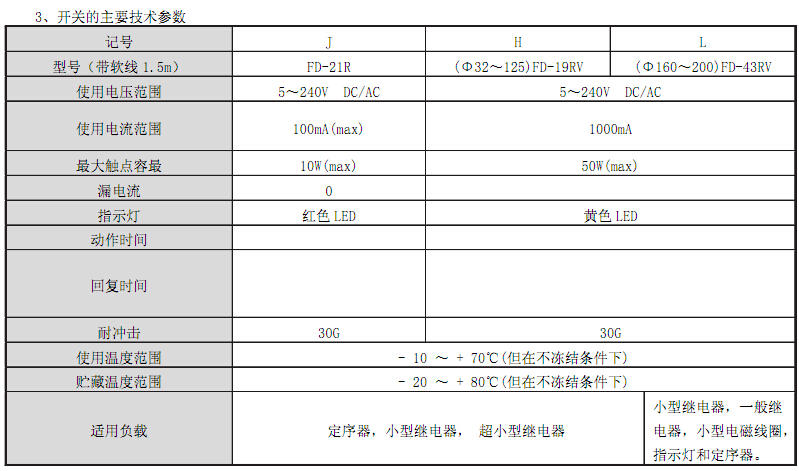 3、开关的主要技术参数
记号 J H L
型号（带软线1.5m） FD-21R (Φ32～125)FD-19RV (Φ160～200)FD-43RV
使用电压范围 5～240V DC/AC 5～240V DC/AC
使用电流范围 100mA(max) 1000mA
最大触点容最 10W(max) 50W(max)
漏电流 0
指示灯 红色LED 黄色LED
动作时间
回复时间
耐冲击 30G 30G
使用温度范围 - 10 ～ + 70℃(但在不冻结条件下)
贮藏温度范围 - 20 ～ + 80℃(但在不冻结条件下)
适用负载 定序器，小型继电器， 超小型继电器
小型继电器，一般继
电器，小型电磁线圈，
指示灯和定序器。